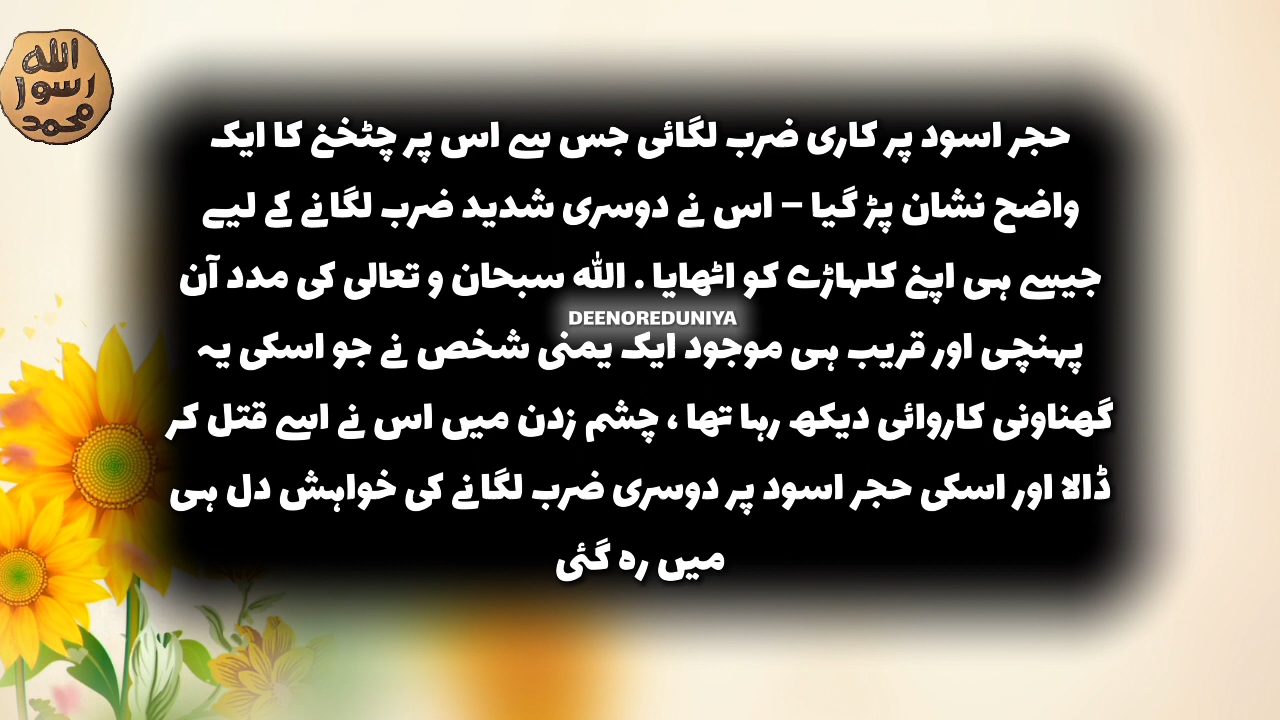 الله
رسول
محمد
حجر اسود پر کاری ضرب لگائی جس سے اس پر چٹخنے کا ایک
واضح نشان پڑ گیا – اس نے دوسری شدید ضرب لگانے کے لیے
جیسے ہی اپنے کلہاڑے کو اٹھایا . اللہ سبحان و تعالی کی مدد آن
DEENOREDUNIYA
پہنچی اور قریب ہی موجود ایک یمنی شخص نے جو اسکی یہ
گھناونی کاروائی دیکھ رہا تھا ، چشم زدن میں اس نے اسے قتل کر
ڈالا اور اسکی حجر اسود پر دوسری ضرب لگانے کی خواہش دل ہی
میں رہ گئی